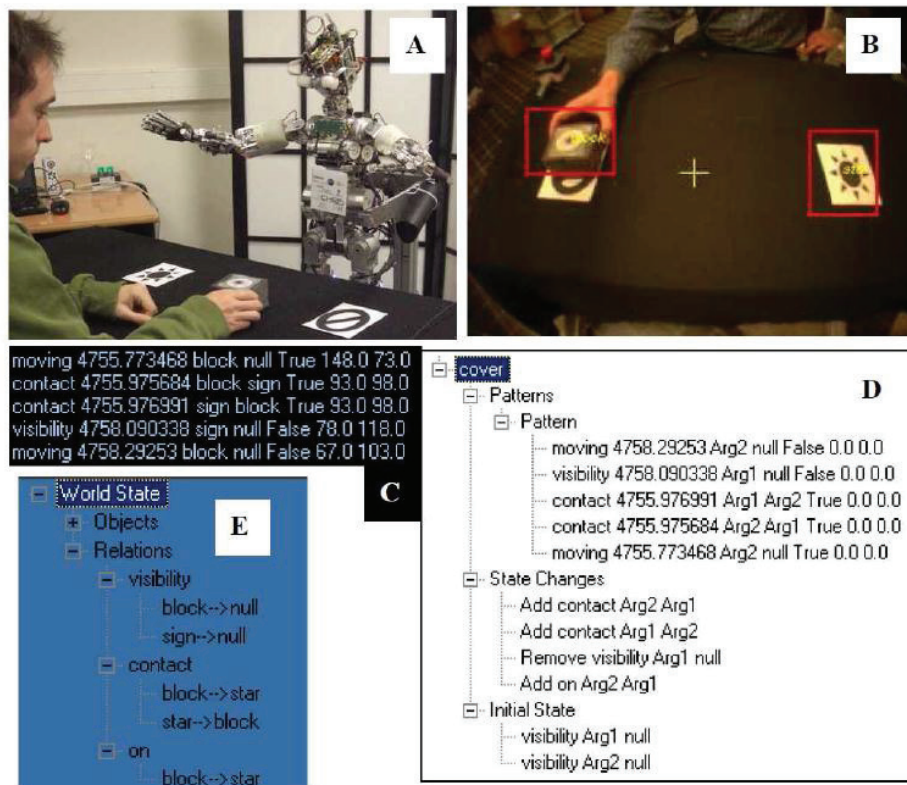 A
B
block
star
moving 4755.773468 block null True 148.0 73.0
contact 4755.975684 block sign True 93.0 98.0
contact 4755.976991 sign block True 93.0 98.0
visibility 4758.090338 sign null False 78.0 118.0
moving 4758.29253 block null False 67.0 103.0
C
cover
D
Patterns
Pattern
moving 4758.29253 Arg2 null False 0.0 0.0
visibility 4758.090338 Arg1 null False 0.0 0.0
contact 4755.976991 Arg1 Arg2 True 0.0 0.0
contact 4755.975684 Arg2 Arg1 True 0.0 0.0
moving 4755.773468 Arg2 null True 0.0 0.0
State Changes
Add contact Arg2 Arg1
Add contact Arg1 Arg2
Remove visibility Arg1 null
Add on Arg2 Arg1
Initial State
visibility Arg1 null
visibility Arg2 null
World State
E
Objects
Relations
visibility
block-->null
sign-->null
contact
block-->star
star-->block
on
block-->star